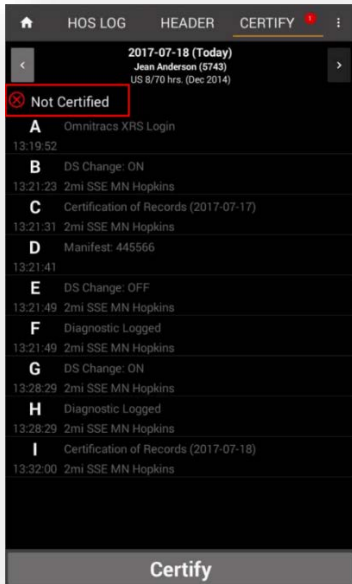 HOS LOG HEADER CERTIFY 1
2017-07-18 (Today)
Jean Anderson (5743)
US 8/70 hrs. (Dec 2014)
Not Certified
A Omnitracs XRS Login
13:19:52
B DS Change: ON
13:21:23 2mi SSE MN Hopkins
C Certification of Records (2017-07-17)
13:21:31 2mi SSE MN Hopkins
D Manifest: 445566
13:21:41
E DS Change: OFF
13:21:49 2mi SSE MN Hopkins
F Diagnostic Logged
13:21:49 2mi SSE MN Hopkins
G DS Change: ON
13:28:29 2mi SSE MN Hopkins
H Diagnostic Logged
13:28:29 2mi SSE MN Hopkins
I Certification of Records (2017-07-18)
13:32:00 2mi SSE MN Hopkins
Certify